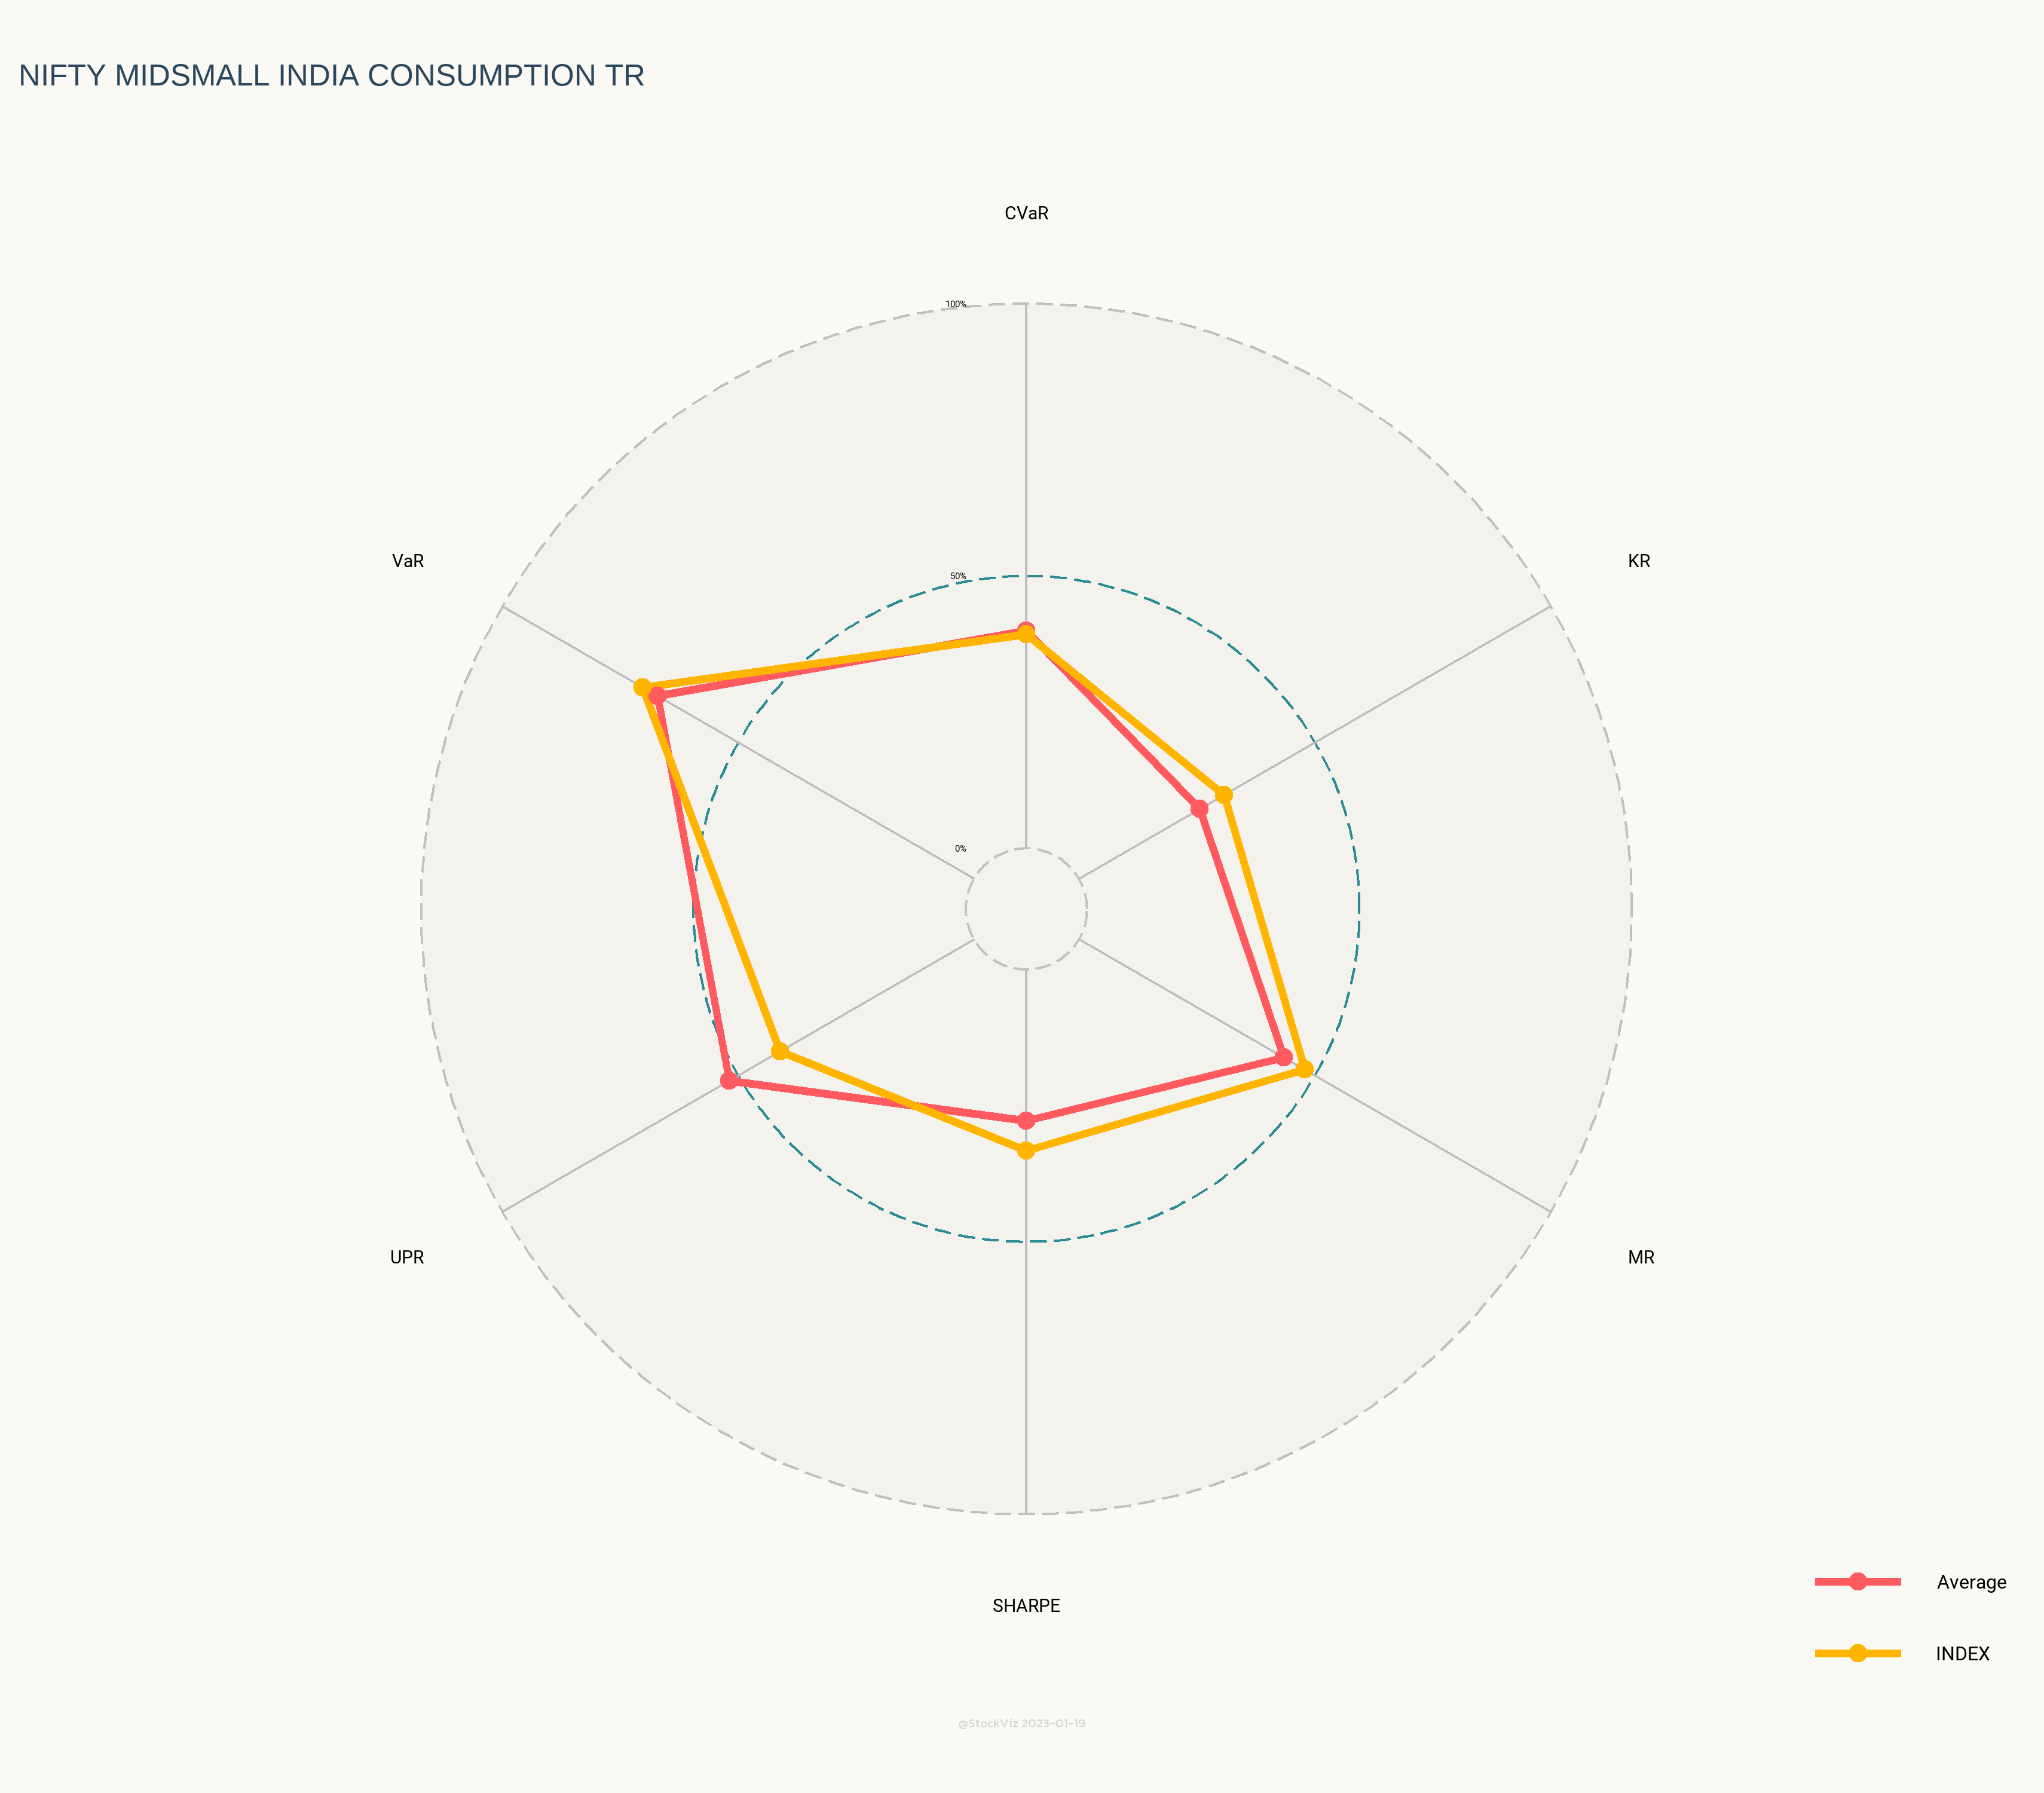 NIFTY MIDSMALL INDIA CONSUMPTION TR
CVaR
100%
VaR
KR
50%
0%
UPR
MR
SHARPE
Average
INDEX
@StockViz 2023-01-19